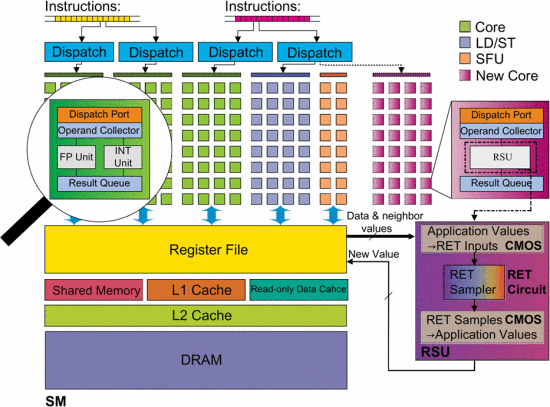 Instructions:
Instructions:
Dispatch
Dispatch
Dispatch
Dispatch
Core
LD/ST
SFU
New Core
Dispatch Port
Operand Collector
FP Unit
INT
Unit
Result Queue
Dispatch Port
Operand Collector
RSU
Result Queue
Data & neighbor
values
New Value
Register File
Shared Memory
L1 Cache
Read-only Data Cahce
L2 Cache
DRAM
SM
Application Values
→RET Inputs CMOS
RET
Sampler
RET
Circuit
RET Samples CMOS
→Application Values
RSU